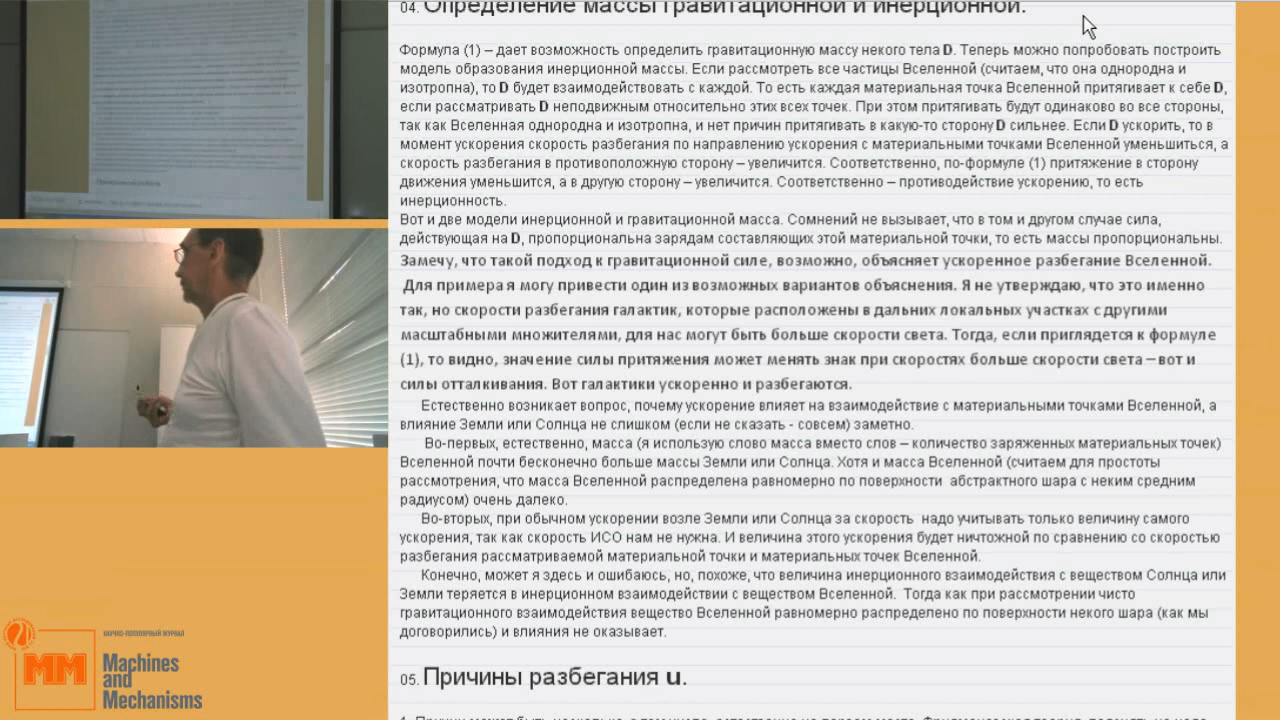 04. Определение массы гравитационной и инерционной.
Формула (1) – дает возможность определить гравитационную массу некого тела D. Теперь можно попробовать построить
модель образования инерционной массы. Если рассмотреть все частицы Вселенной (считаем, что она однородна и
изотропна), то D будет взаимодействовать с каждой. То есть каждая материальная точка Вселенной притягивает к себе D,
если рассматривать D неподвижным относительно этих всех точек. При этом притягивать будут одинаково во все стороны,
так как Вселенная однородна и изотропна, и нет причин притягивать в какую-то сторону D сильнее. Если D ускорить, то в
момент ускорения скорость разбегания по направлению ускорения с материальными точками Вселенной уменьшиться, а
скорость разбегания в противоположную сторону – увеличится. Соответственно, по-формуле (1) притяжение в сторону
движения уменьшится, а в другую сторону – увеличится. Соответственно – противодействие ускорению, то есть
инерционность.
Вот и две модели инерционной и гравитационной масса. Сомнений не вызывает, что в том и другом случае сила,
действующая на D, пропорциональна зарядам составляющих этой материальной точки, то есть массы пропорциональны.
Замечу, что такой подход к гравитационной силе, возможно, объясняет ускоренное разбегание Вселенной.
Для примера я могу привести один из возможных вариантов объяснения. Я не утверждаю, что это именно
так, но скорости разбегания галактик, которые расположены в дальних локальных участках с другими
масштабными множителями, для нас могут быть больше скорости света. Тогда, если приглядется к формуле
(1), то видно, значение силы притяжения может менять знак при скоростях больше скорости света – вот и
силы отталкивания. Вот галактики ускоренно и разбегаются.
Естественно возникает вопрос, почему ускорение влияет на взаимодействие с материальными точками Вселенной, а
влияние Земли или Солнца не слишком (если не сказать - совсем) заметно.
Во-первых, естественно, масса (я использую слово масса вместо слов – количество заряженных материальных точек)
Вселенной почти бесконечно больше массы Земли или Солнца. Хотя и масса Вселенной (считаем для простоты
рассмотрения, что масса Вселенной распределена равномерно по поверхности абстрактного шара с неким средним
радиусом) очень далеко.
Во-вторых, при обычном ускорении возле Земли или Солнца за скорость надо учитывать только величину самого
ускорения, так как скорость ИСО нам не нужна. И величина этого ускорения будет ничтожной по сравнению со скоростью
разбегания рассматриваемой материальной точки и материальных точек Вселенной.
Конечно, может я здесь и ошибаюсь, но, похоже, что величина инерционного взаимодействия с веществом Солнца или
Земли теряется в инерционном взаимодействии с веществом Вселенной. Тогда как при рассмотрении чисто
гравитационного взаимодействия вещество Вселенной равномерно распределено по поверхности некого шара (как мы
договорились) и влияния не оказывает.
05. Причины разбегания u.
НАУЧНО-ПОПУЛЯРНЫЙ ЖУРНАЛ
ММ
Machines
and
Mechanisms